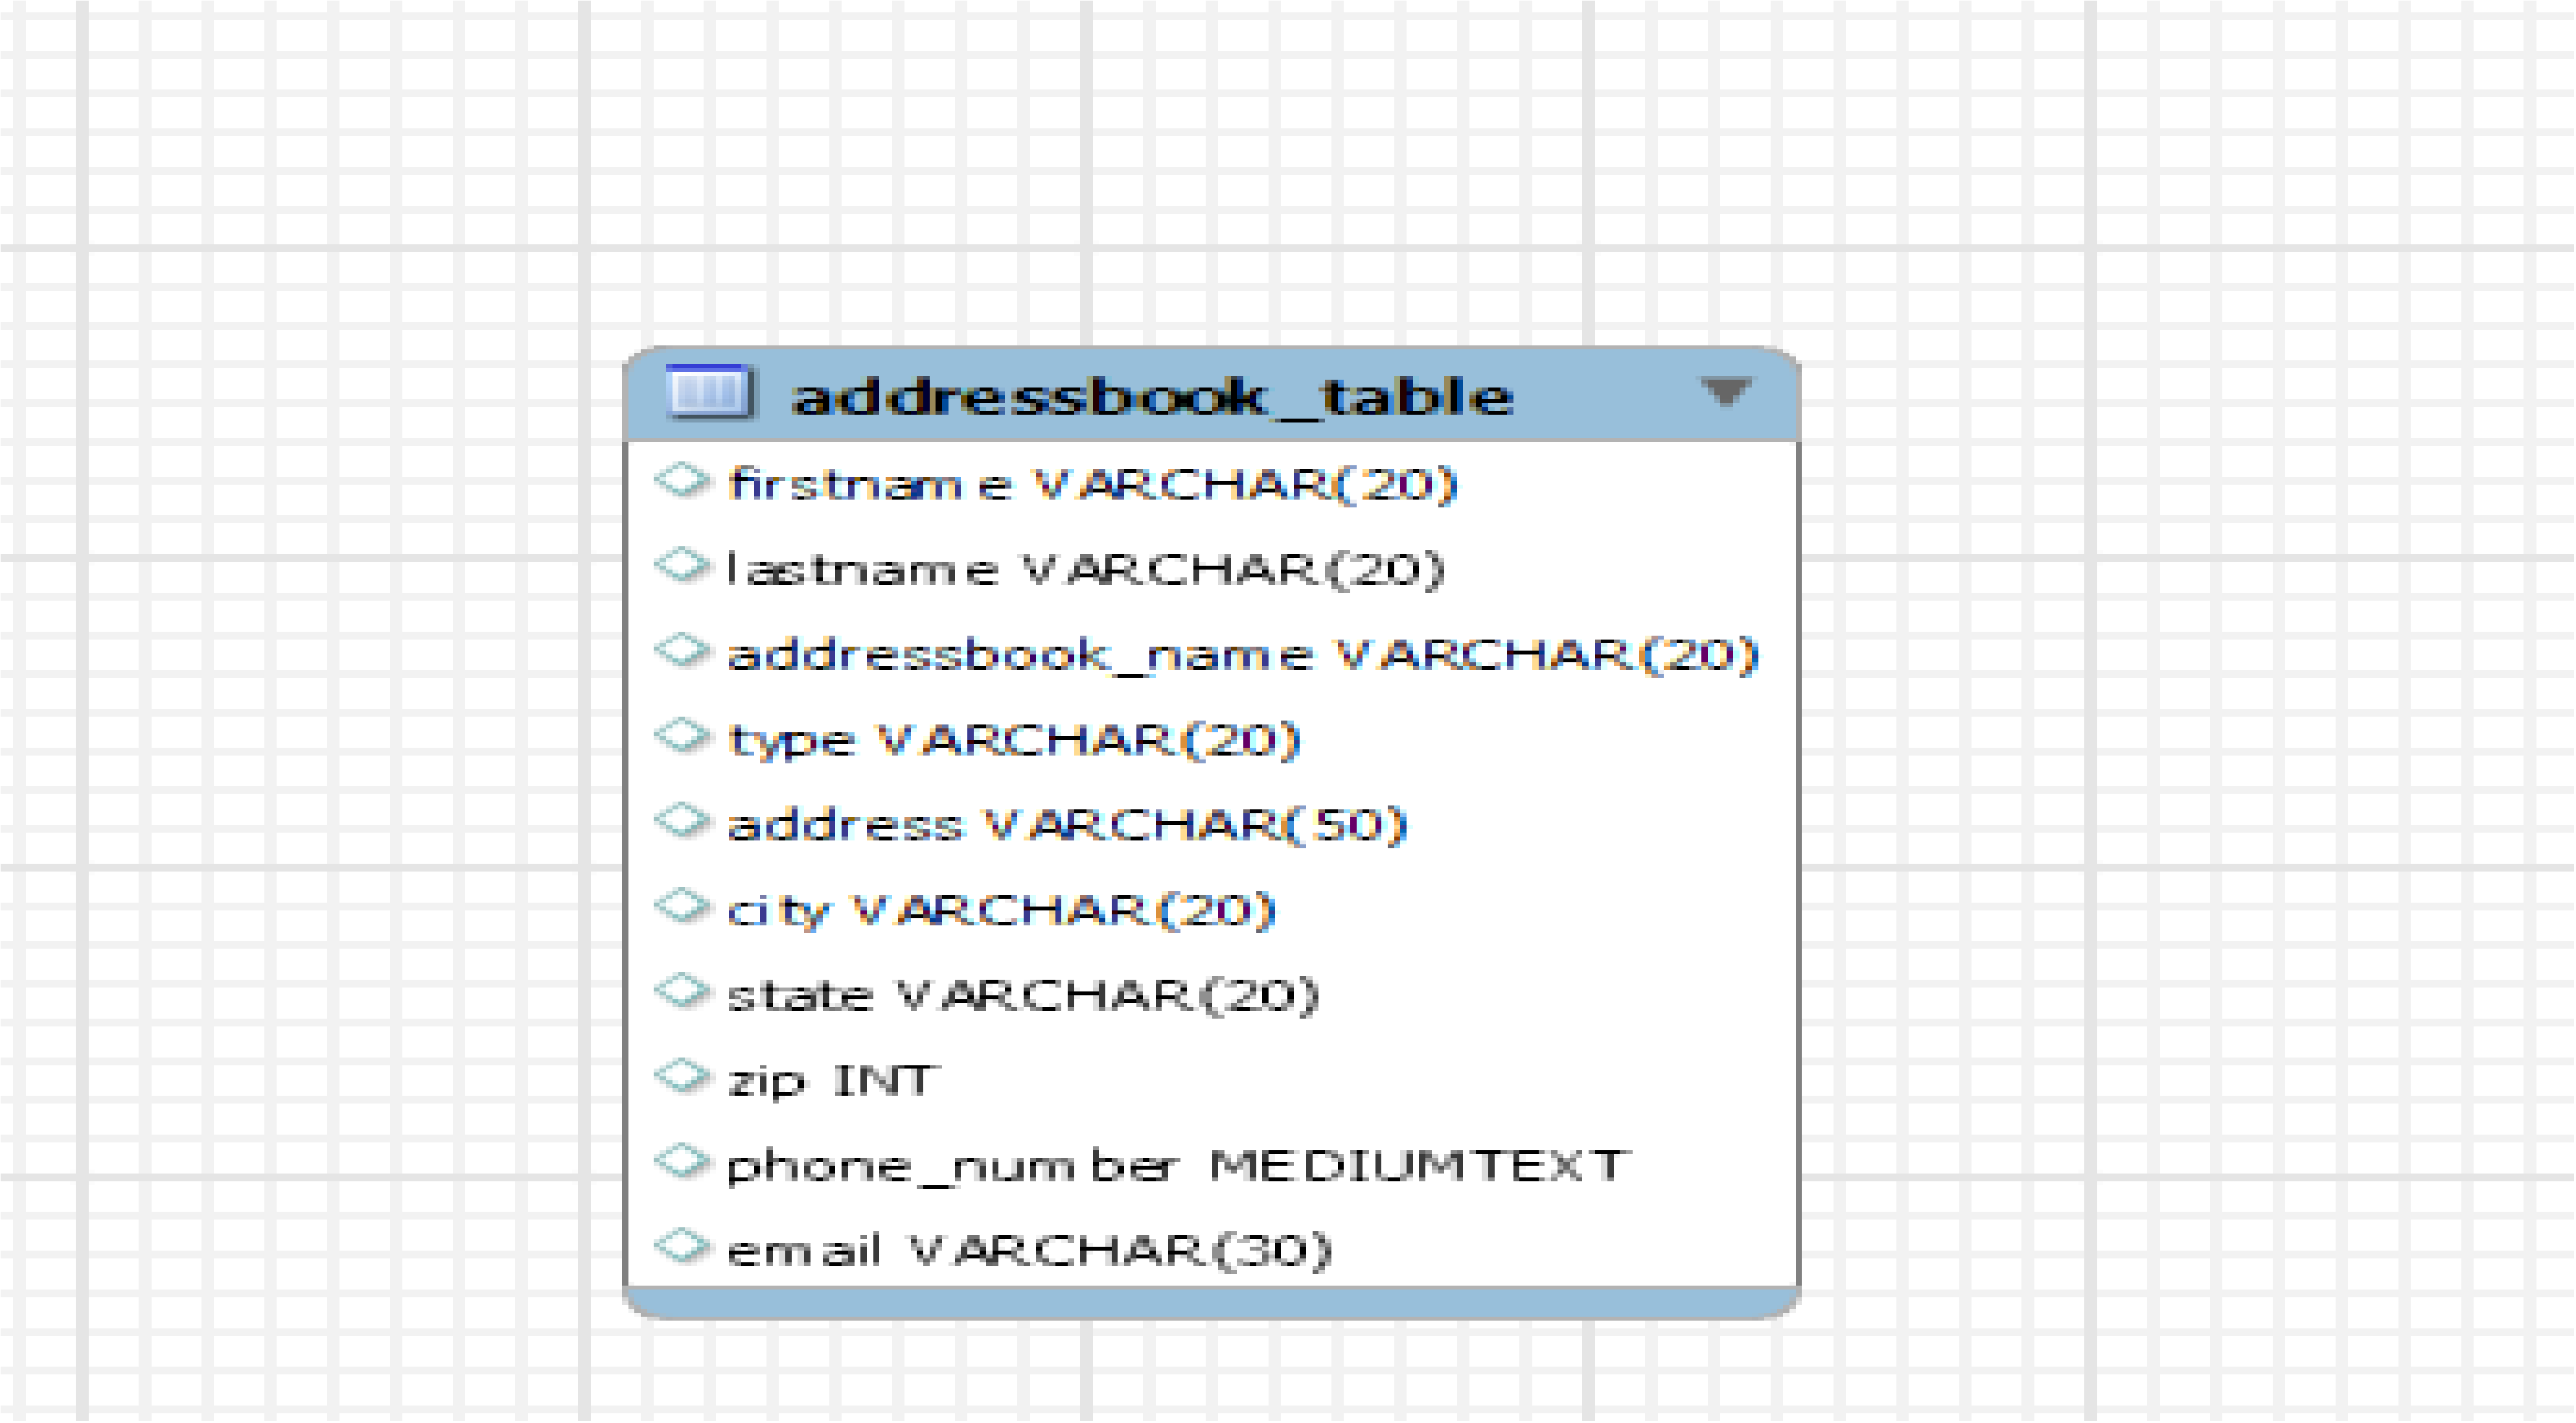 addressbook_table
firstname VARCHAR(20)
lastname VARCHAR(20)
addressbook_name VARCHAR(20)
type VARCHAR(20)
address VARCHAR(50)
city VARCHAR(20)
state VARCHAR(20)
zip INT
phone_number MEDIUMTEXT
email VARCHAR(30)